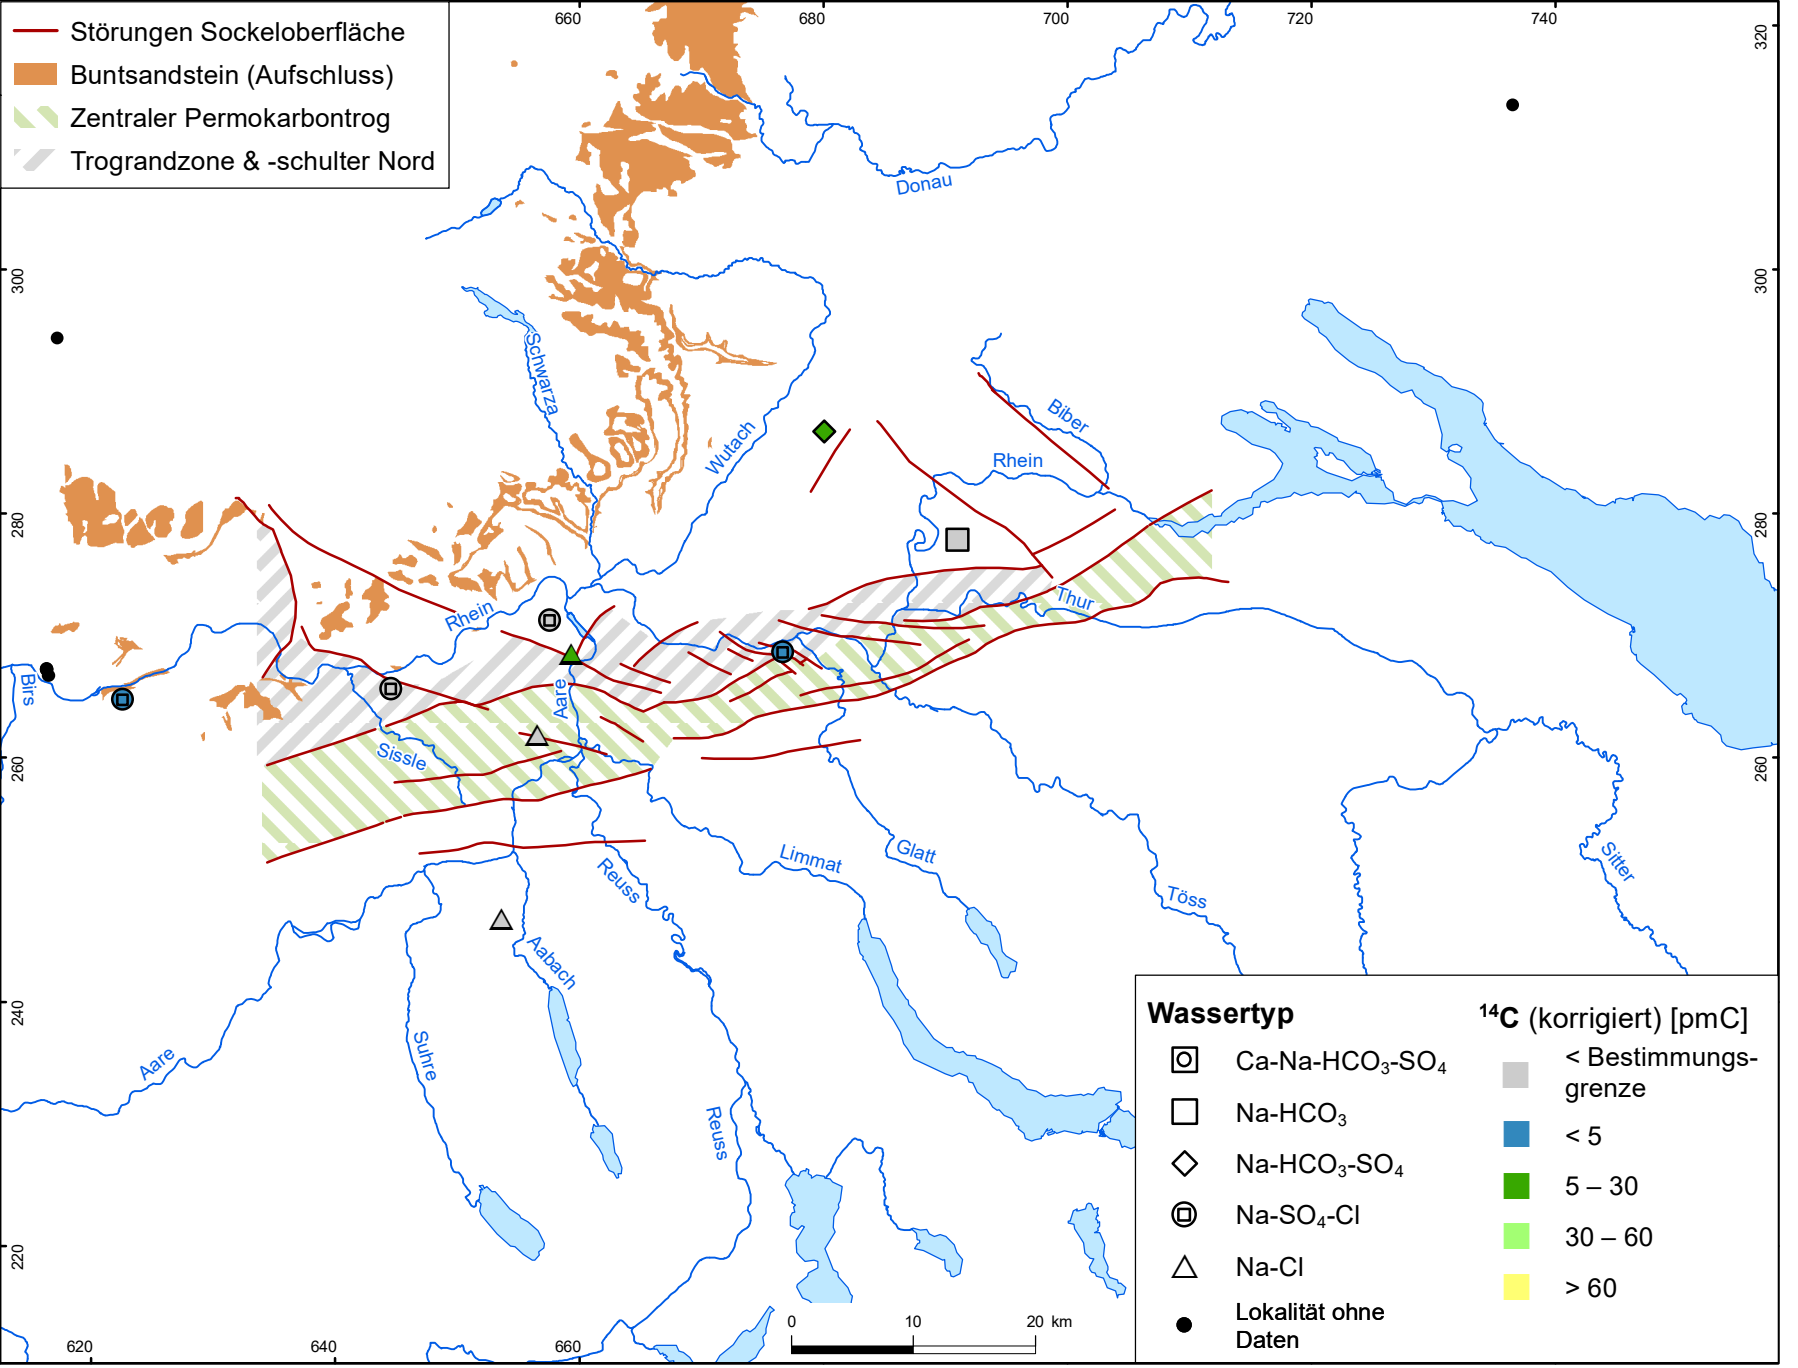 660
680
700
720
740
320
Störungen Sockeloberfläche
Buntsandstein (Aufschluss)
Zentraler Permokarbontrog
Trograndzone & -schulter Nord
Donau
300
300
Schwarza
Wutach
Biber
Rhein
280
280
Rhein
Thur
Birs
Aare
Sissle
260
260
Limmat
Glatt
Reuss
Töss
Sitter
Aabach
240
Aare
Suhre
Reuss
220
Wassertyp
Ca-Na-HCO₃-SO₄
Na-HCO₃
Na-HCO₃-SO₄
Na-SO₄-Cl
Na-Cl
Lokalität ohne
Daten
¹⁴C (korrigiert) [pmC]
< Bestimmungs-
grenze
< 5
5 – 30
30 – 60
> 60
0 10 20 km
620
640
660